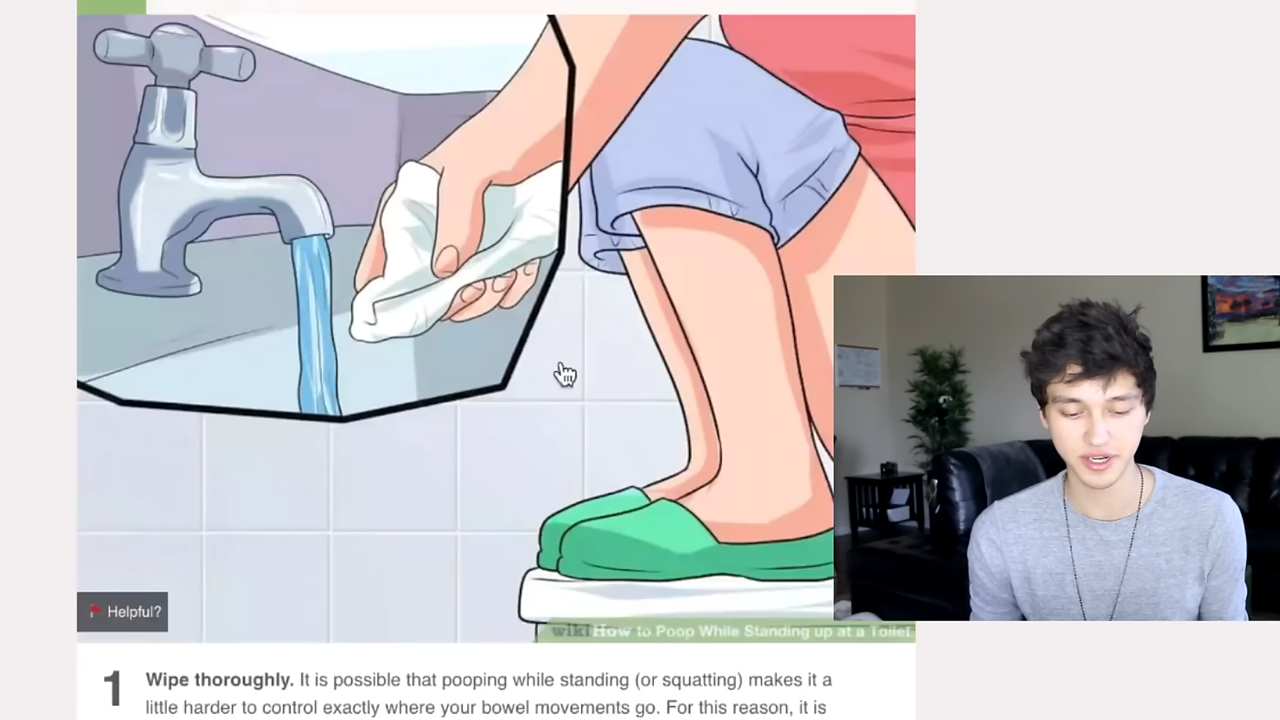 Helpful?
wikiHow to Poop While Standing up at a Toilet
1
Wipe thoroughly. It is possible that pooping while standing (or squatting) makes it a
little harder to control exactly where your bowel movements go. For this reason, it is